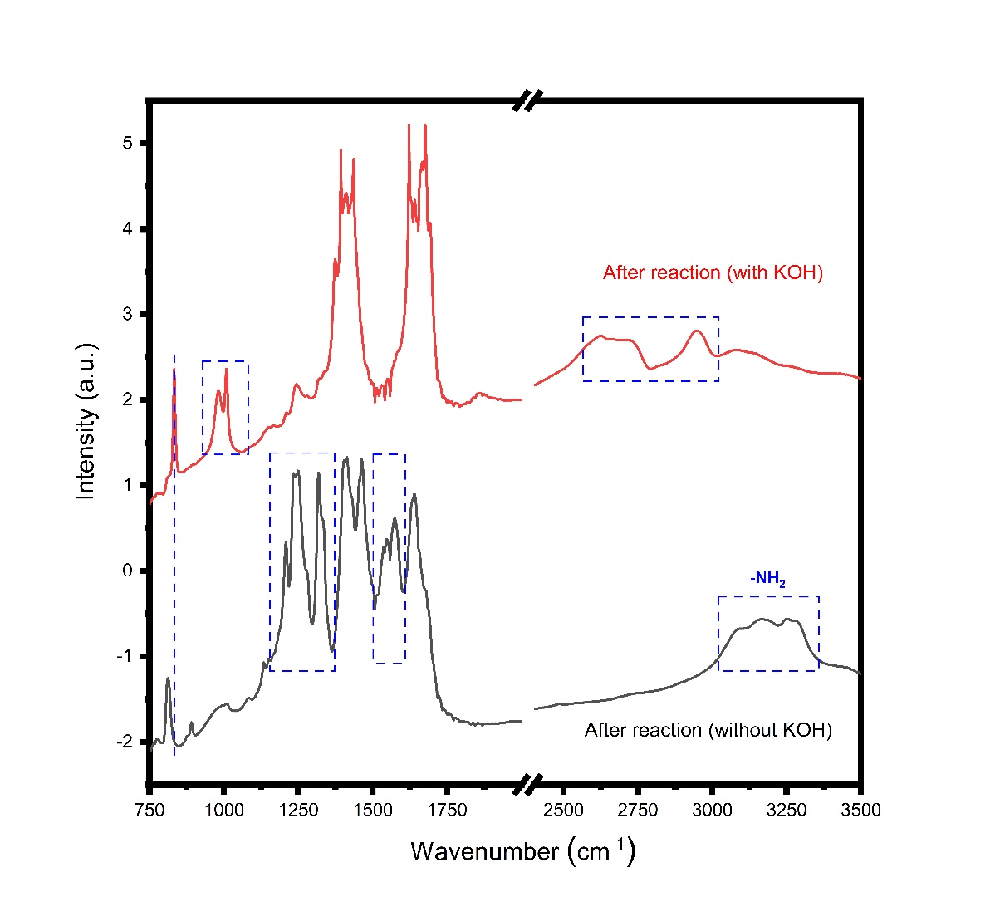 5
4
3
2
1
0
-1
-2
Intensity (a.u.)
After reaction (with KOH)
-NH2
After reaction (without KOH)
750 1000 1250 1500 1750 2500 2750 3000 3250 3500
Wavenumber (cm-1)